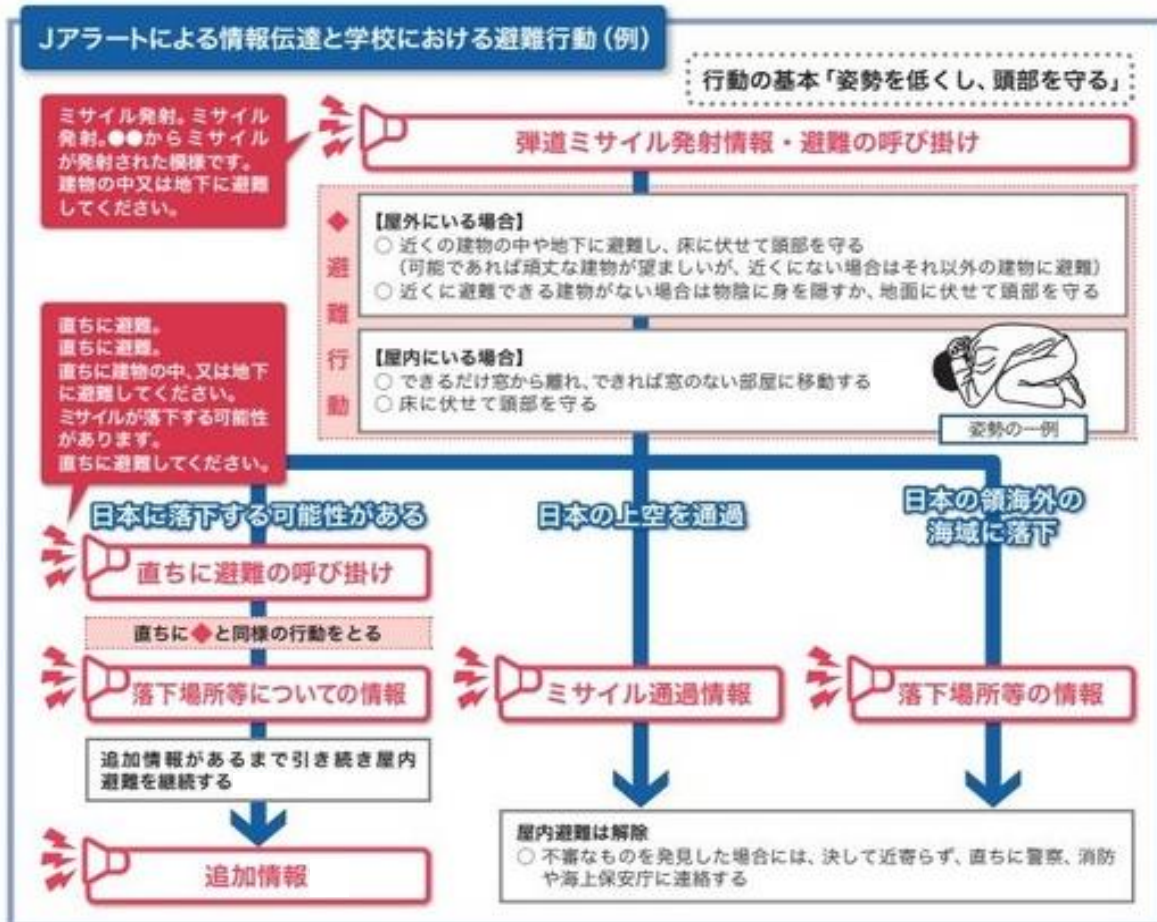 Jアラートによる情報伝達と学校における避難行動(例)
行動の基本「姿勢を低くし、頭部を守る」
ミサイル発射。ミサイル
発射。●●からミサイル
が発射された模様です。
建物の中又は地下に避難
してください。
弾道ミサイル発射情報・避難の呼び掛け
◆避難行動
【屋外にいる場合】
○ 近くの建物の中や地下に避難し、床に伏せて頭部を守る
(可能であれば頑丈な建物が望ましいが、近くにない場合はそれ以外の建物に避難)
○ 近くに避難できる建物がない場合は物陰に身を隠すか、地面に伏せて頭部を守る
【屋内にいる場合】
○ できるだけ窓から離れ、できれば窓のない部屋に移動する
○ 床に伏せて頭部を守る
姿勢の一例
直ちに避難。
直ちに避難。
直ちに建物の中、又は地下
に避難してください。
ミサイルが落下する可能性
があります。
直ちに避難してください。
日本に落下する可能性がある
直ちに避難の呼び掛け
直ちに◆と同様の行動をとる
落下場所等についての情報
追加情報があるまで引き続き屋内
避難を継続する
追加情報
日本の上空を通過
ミサイル通過情報
日本の領海外の
海域に落下
落下場所等の情報
屋内避難は解除
○ 不審なものを発見した場合には、決して近寄らず、直ちに警察、消防
や海上保安庁に連絡する